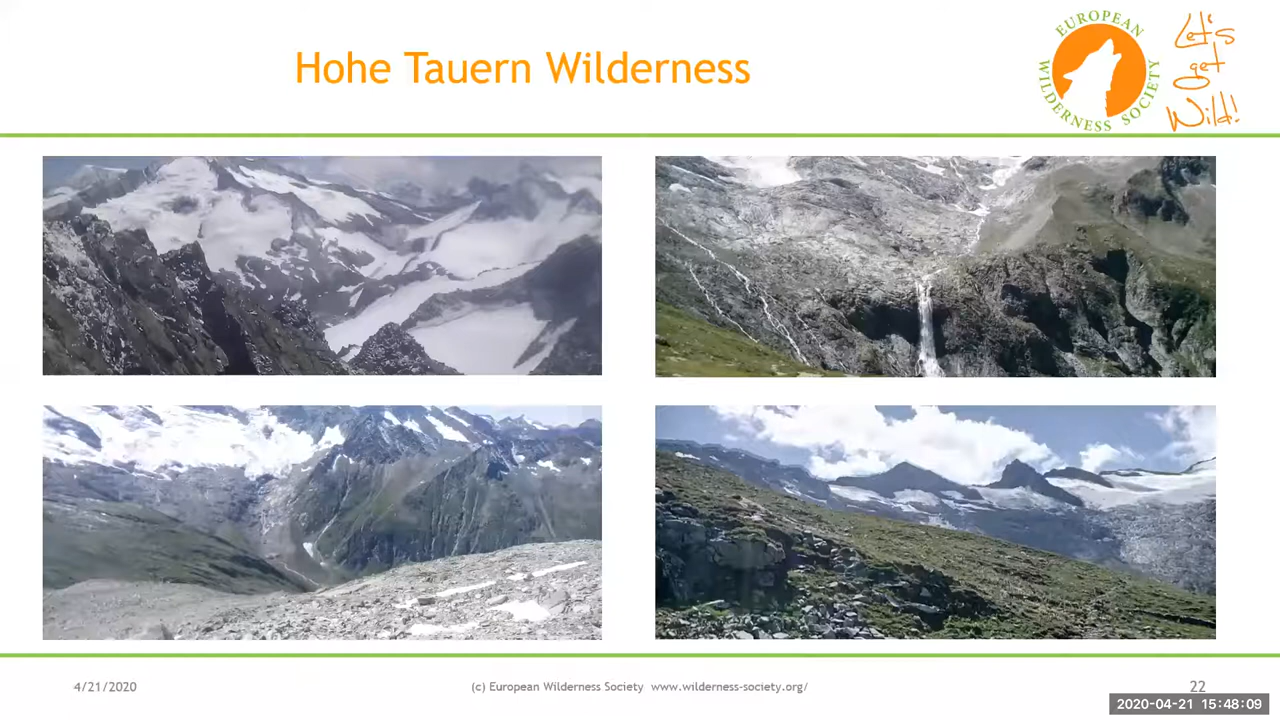 Hohe Tauern Wilderness
EUROPEAN
WILDERNESS SOCIETY
Let's
get
Wild!
4/21/2020
(c) European Wilderness Society www.wilderness-society.org/
22
2020-04-21 15:48:09